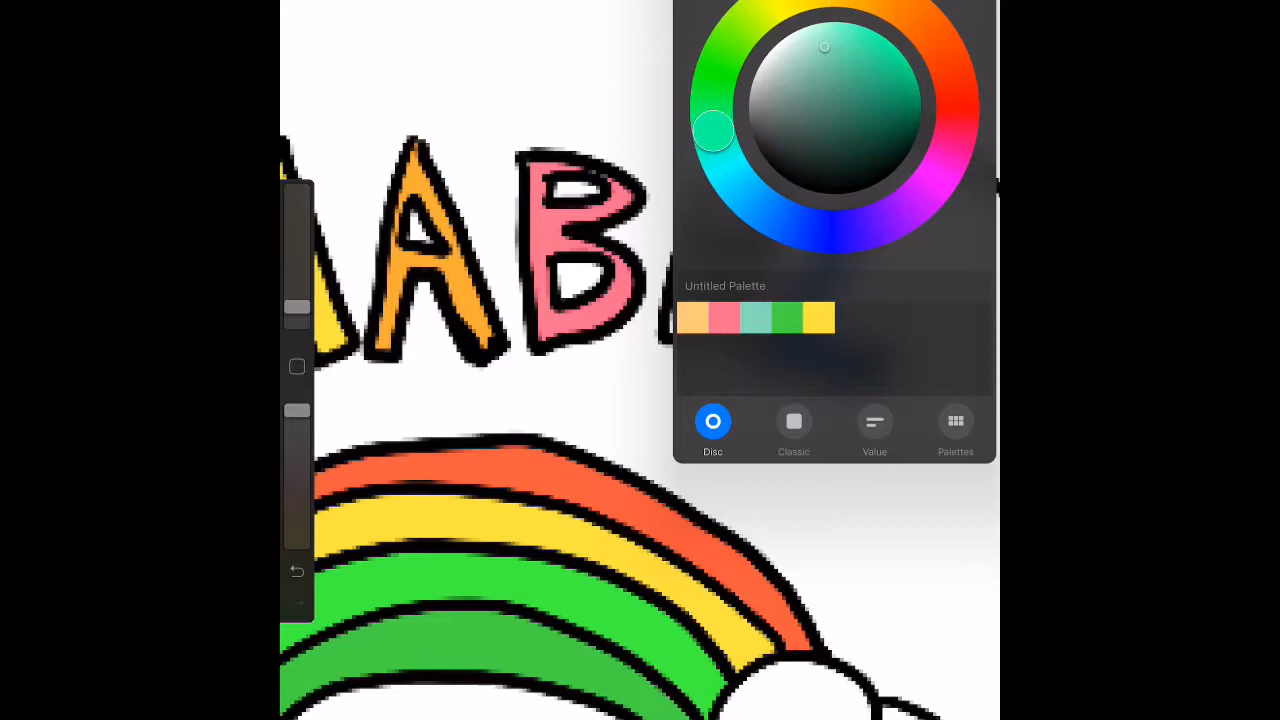 AB
Untitled Palette
Disc
Classic
Value
Palettes